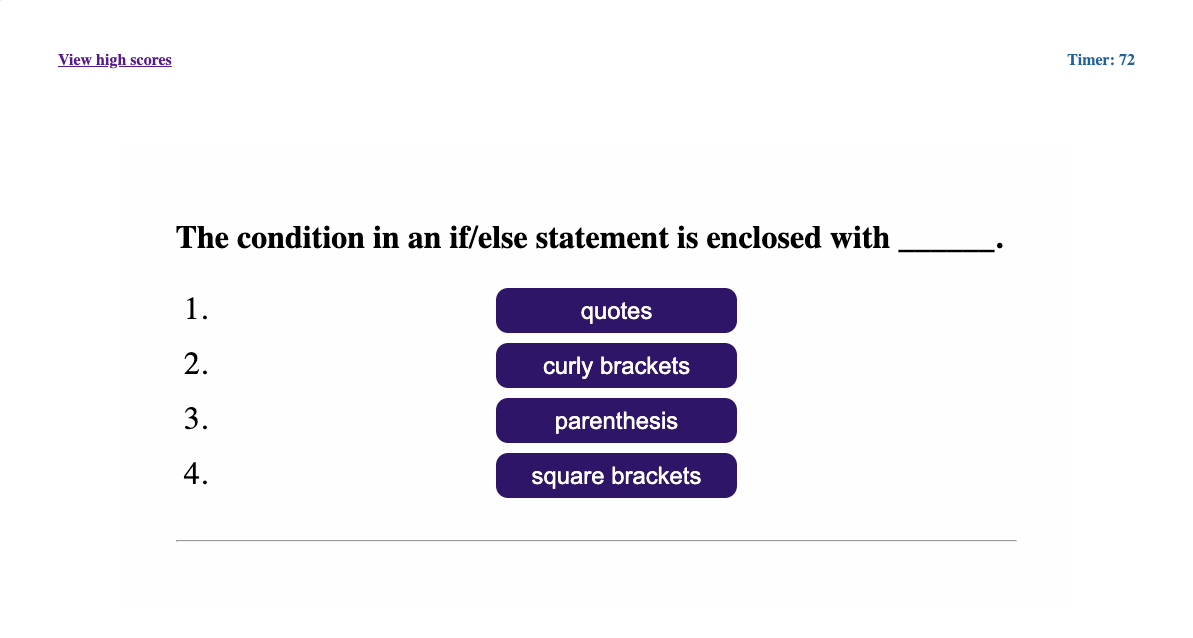 View high scores
Timer: 72
The condition in an if/else statement is enclosed with ______.
1. quotes
2. curly brackets
3. parenthesis
4. square brackets